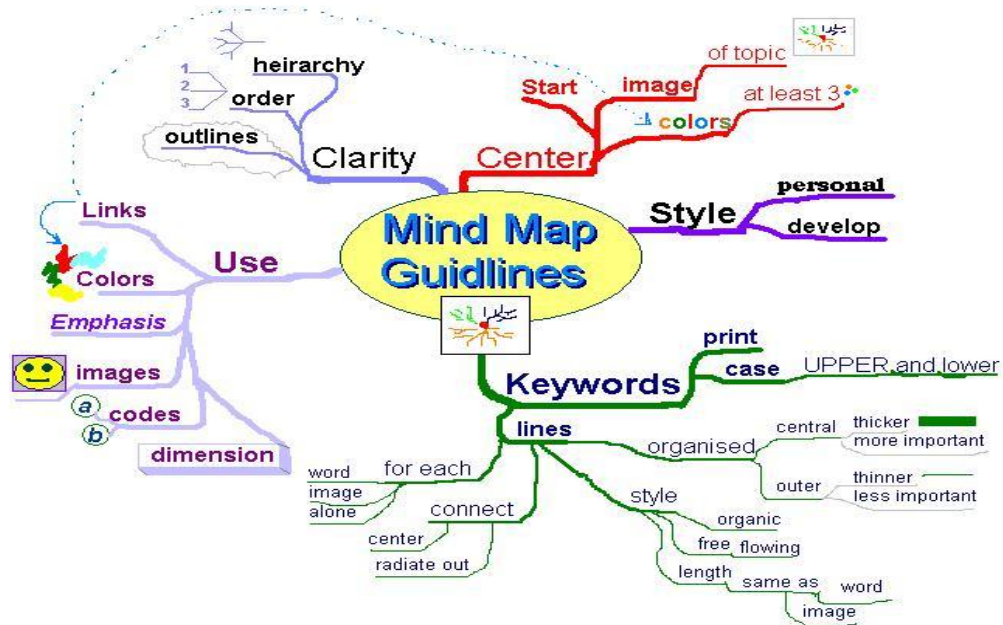 Mind Map
Guidlines
Clarity
heirarchy
order
1
2
3
outlines
Center
Start
image
of topic
colors
at least 3
Style
personal
develop
Use
Links
Colors
Emphasis
images
codes
a
b
dimension
Keywords
print
case
UPPER and lower
lines
organised
central
thicker
more important
outer
thinner
less important
for each
word
image
alone
connect
center
radiate out
style
organic
free flowing
length
same as
word
image